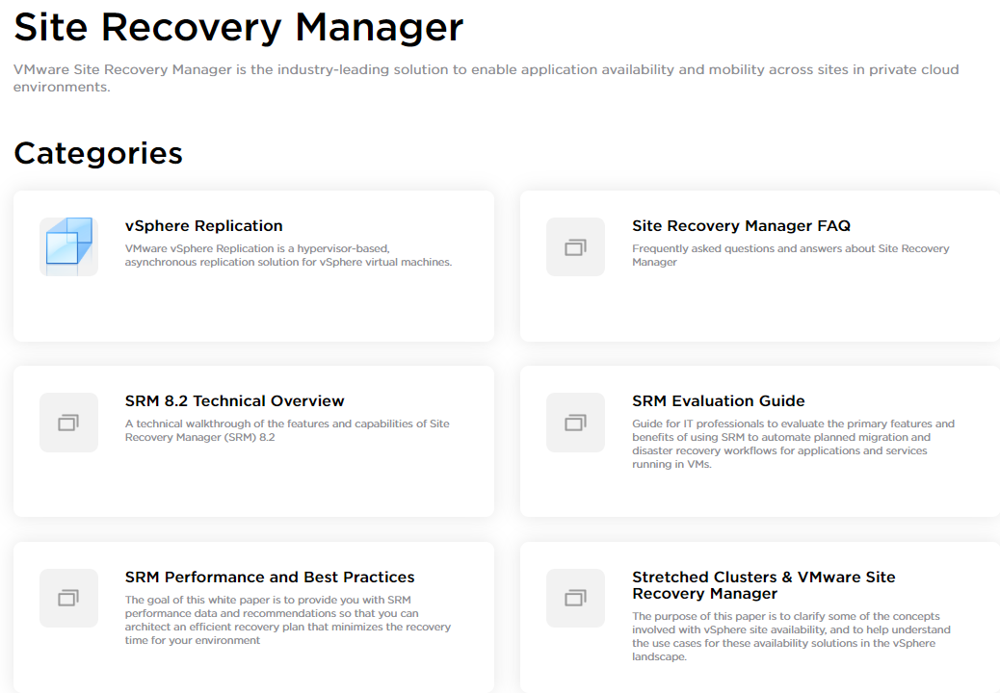 Site Recovery Manager
VMware Site Recovery Manager is the industry-leading solution to enable application availability and mobility across sites in private cloud
environments.
Categories
vSphere Replication
VMware vSphere Replication is a hypervisor-based,
asynchronous replication solution for vSphere virtual machines.
Site Recovery Manager FAQ
Frequently asked questions and answers about Site Recovery
Manager
SRM 8.2 Technical Overview
A technical walkthrough of the features and capabilities of Site
Recovery Manager (SRM) 8.2
SRM Evaluation Guide
Guide for IT professionals to evaluate the primary features and
benefits of using SRM to automate planned migration and
disaster recovery workflows for applications and services
running in VMs.
SRM Performance and Best Practices
The goal of this white paper is to provide you with SRM
performance data and recommendations so that you can
architect an efficient recovery plan that minimizes the recovery
time for your environment
Stretched Clusters & VMware Site
Recovery Manager
The purpose of this paper is to clarify some of the concepts
involved with vSphere site availability, and to help understand
the use cases for these availability solutions in the vSphere
landscape.